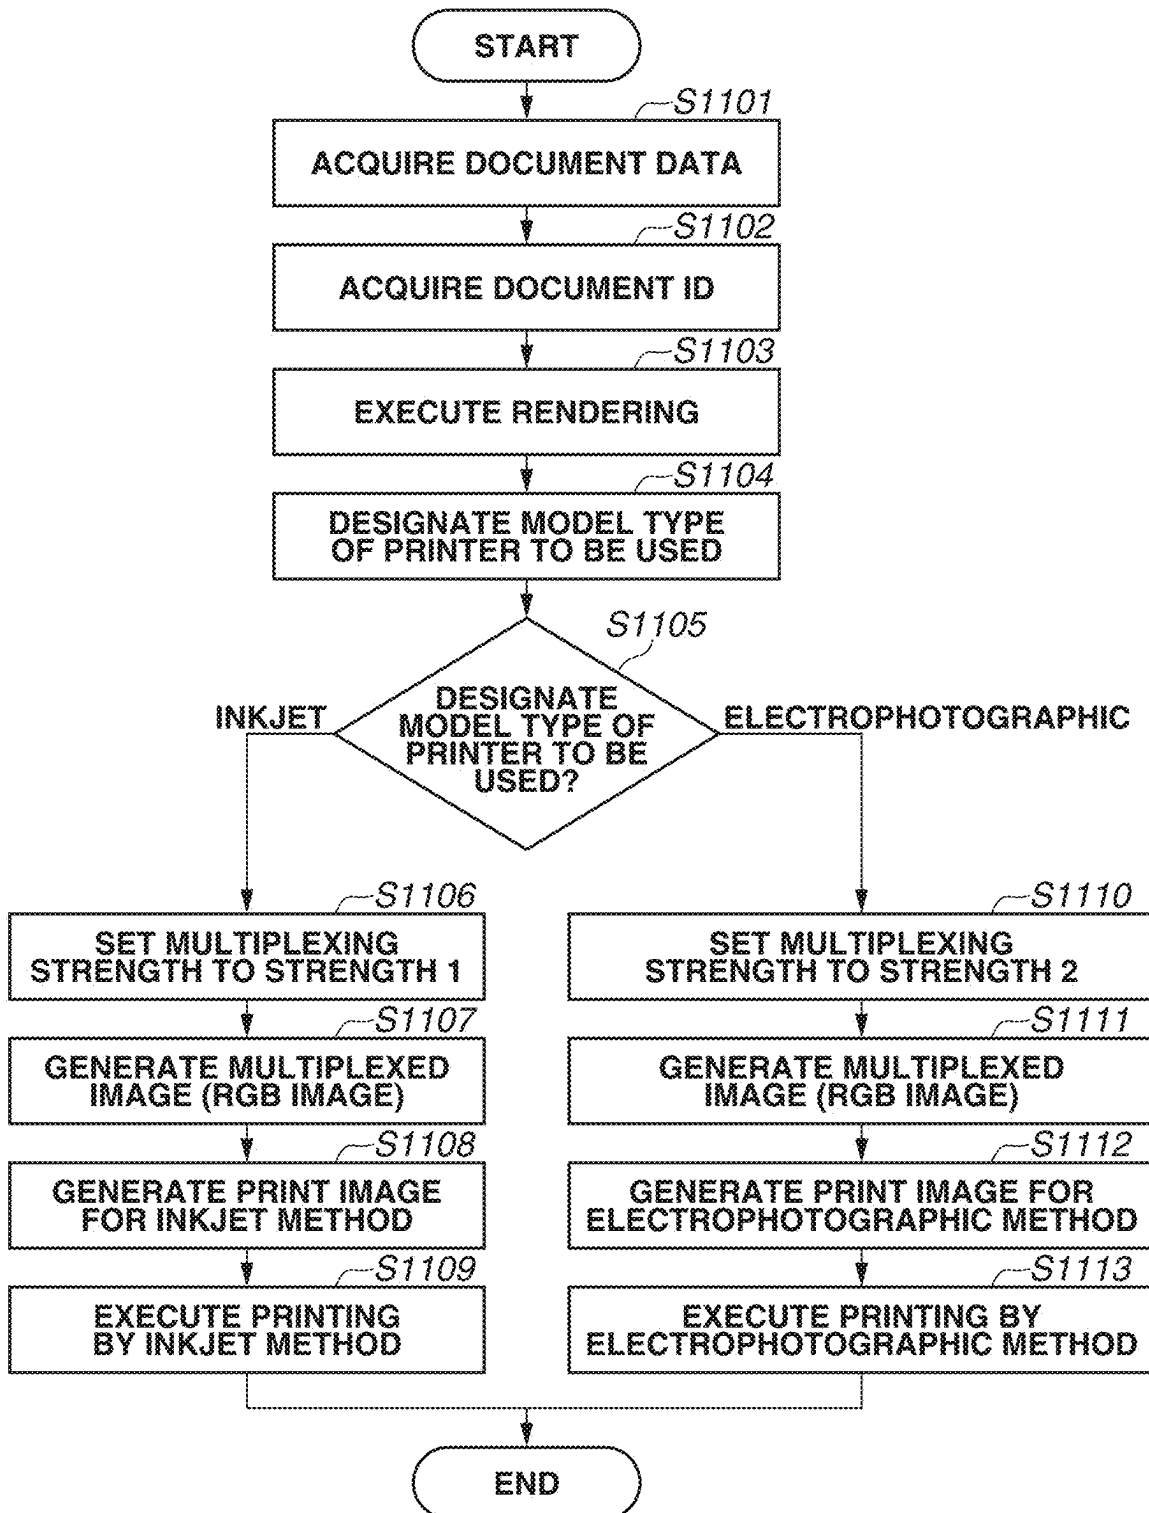 START
S1101
ACQUIRE DOCUMENT DATA
S1102
ACQUIRE DOCUMENT ID
S1103
EXECUTE RENDERING
S1104
DESIGNATE MODEL TYPE
OF PRINTER TO BE USED
S1105
INKJET
DESIGNATE
MODEL TYPE OF
PRINTER TO BE
USED?
ELECTROPHOTOGRAPHIC
S1106
SET MULTIPLEXING
STRENGTH TO STRENGTH 1
S1107
GENERATE MULTIPLEXED
IMAGE (RGB IMAGE)
S1108
GENERATE PRINT IMAGE
FOR INKJET METHOD
S1109
EXECUTE PRINTING
BY INKJET METHOD
S1110
SET MULTIPLEXING
STRENGTH TO STRENGTH 2
S1111
GENERATE MULTIPLEXED
IMAGE (RGB IMAGE)
S1112
GENERATE PRINT IMAGE FOR
ELECTROPHOTOGRAPHIC METHOD
S1113
EXECUTE PRINTING BY
ELECTROPHOTOGRAPHIC METHOD
END